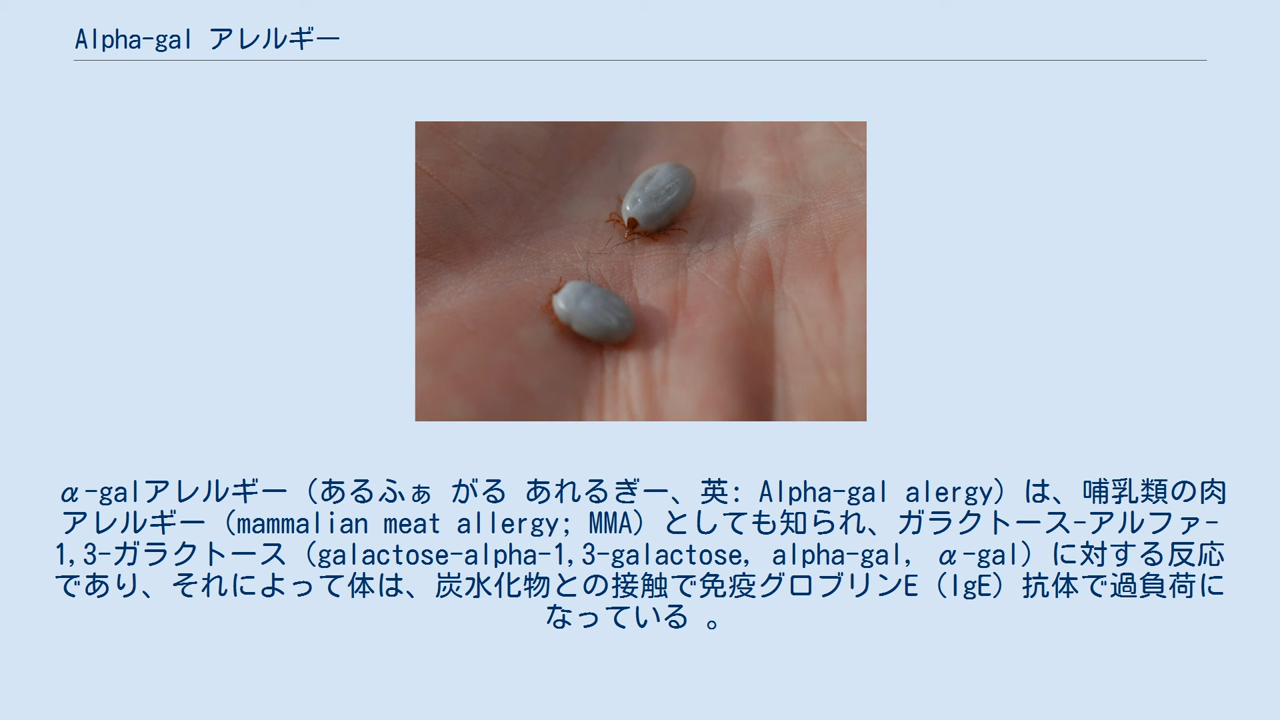 Alpha-gal アレルギー
α-galアレルギー（あるふぁ がる あれるぎー、英: Alpha-gal alergy）は、哺乳類の肉
アレルギー（mammalian meat allergy; MMA）としても知られ、ガラクトース-アルファ-
1,3-ガラクトース（galactose-alpha-1,3-galactose, alpha-gal, α-gal）に対する反応
であり、それによって体は、炭水化物との接触で免疫グロブリンE（IgE）抗体で過負荷に
なっている 。